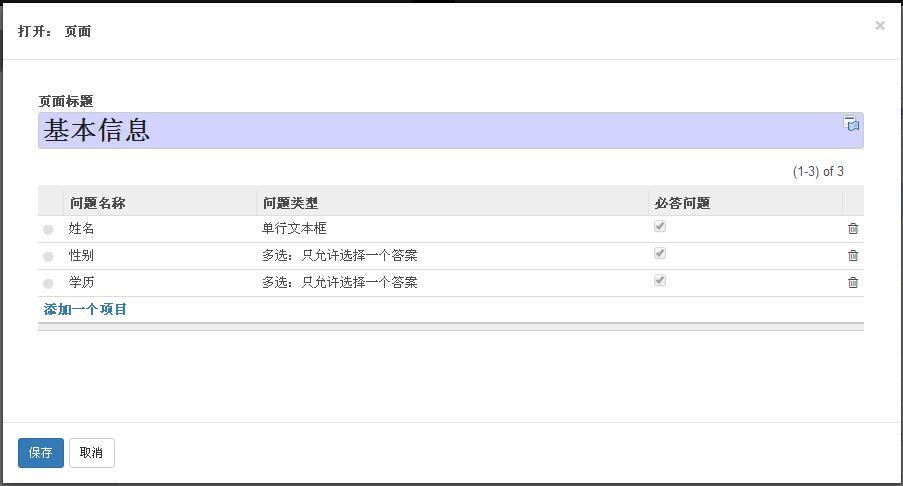 打开： 页面
×
页面标题
基本信息
(1-3) of 3
问题名称 问题类型 必答问题
姓名 单行文本框
性别 多选：只允许选择一个答案
学历 多选：只允许选择一个答案
添加一个项目
保存 取消